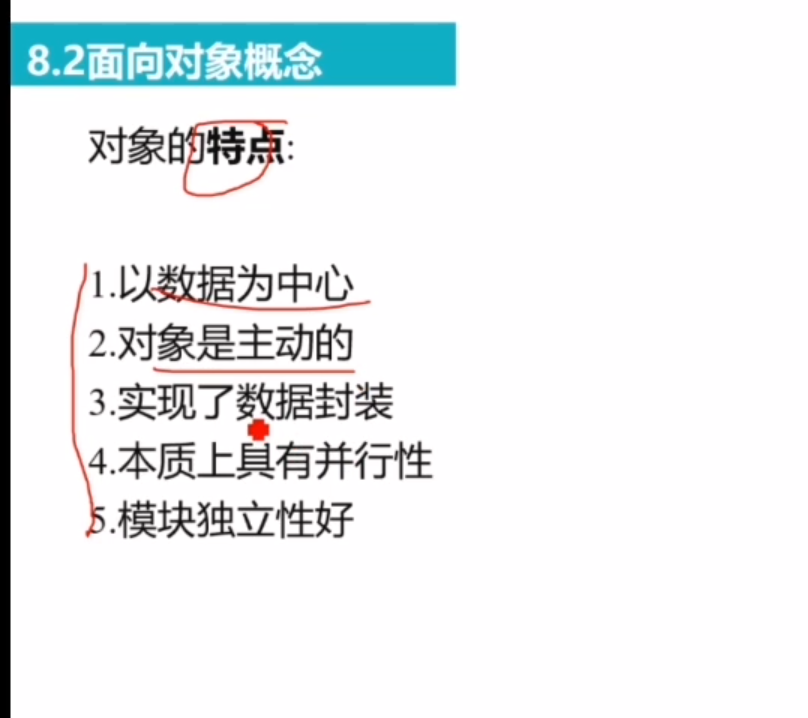 8.2面向对象概念
对象的特点:
1.以数据为中心
2.对象是主动的
3.实现了数据封装
4.本质上具有并行性
5.模块独立性好